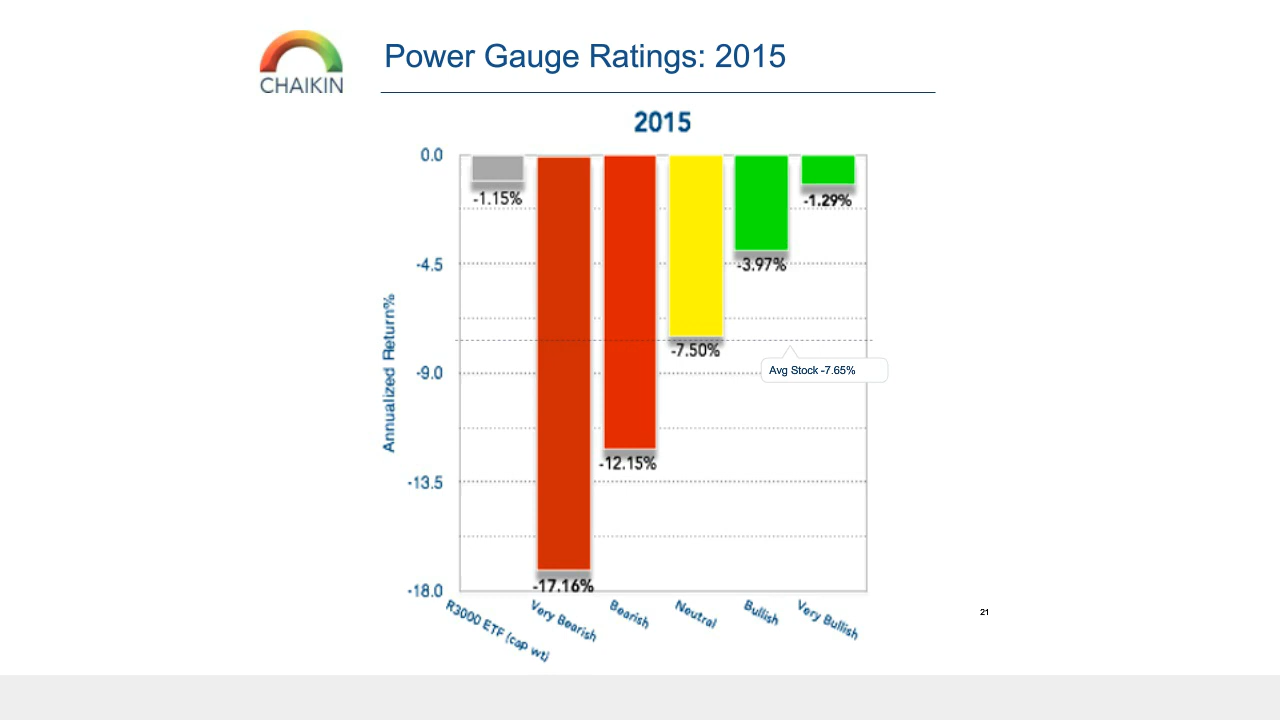 CHAIKIN
Power Gauge Ratings: 2015
2015
Annualized Return%
0.0
-4.5
-9.0
-13.5
-18.0
-1.15%
-17.16%
-12.15%
-7.50%
-3.97%
-1.29%
Avg Stock -7.65%
R3000 ETF (cap wt)
Very Bearish
Bearish
Neutral
Bullish
Very Bullish
21